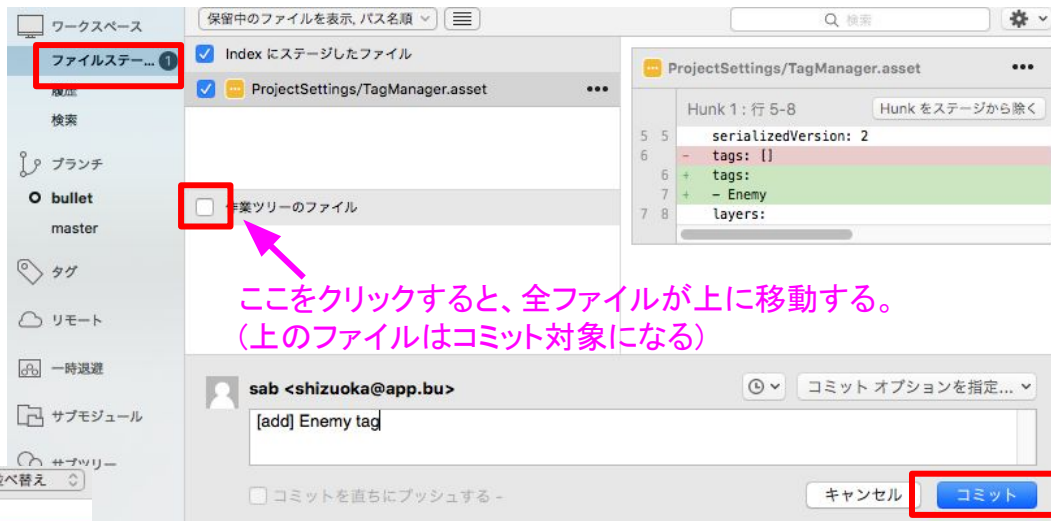 ワークスペース
ファイルステー... 1
履歴
検索
ブランチ
bullet
master
タグ
リモート
一時退避
サブモジュール
サブツリー
べ替え
保留中のファイルを表示, パス名順
検索
Index にステージしたファイル
ProjectSettings/TagManager.asset
作業ツリーのファイル
ProjectSettings/TagManager.asset
Hunk 1 : 行 5-8
Hunk をステージから除く
5 5 serializedVersion: 2
6 - tags: []
6 + tags:
7 + - Enemy
7 8 layers:
ここをクリックすると、全ファイルが上に移動する。
(上のファイルはコミット対象になる)
sab <shizuoka@app.bu>
コミット オプションを指定...
[add] Enemy tag
コミットを直ちにプッシュする -
キャンセル
コミット